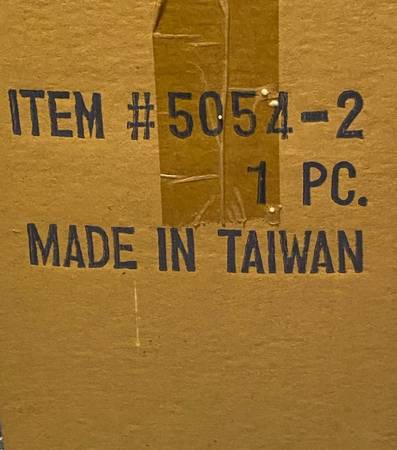 ITEM #5054-2
1 PC.
MADE IN TAIWAN